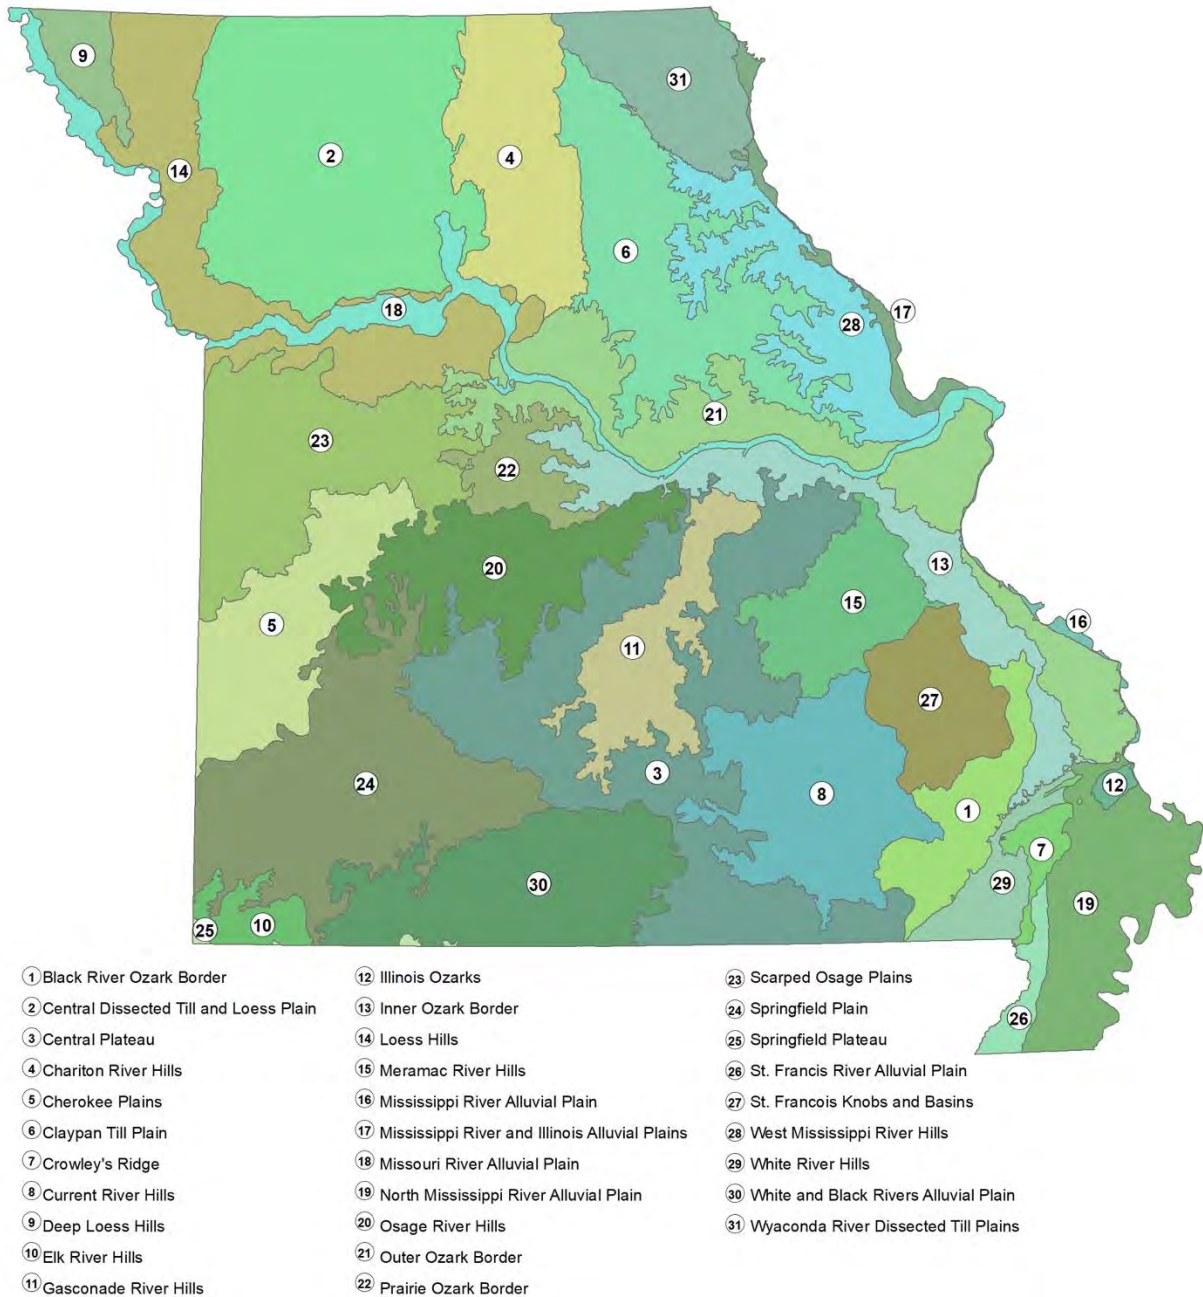 9
31
2
4
14
6
18
28
17
21
23
22
20
13
15
5
16
11
27
3
24
12
8
1
7
30
29
19
10
25
26
1 Black River Ozark Border
2 Central Dissected Till and Loess Plain
3 Central Plateau
4 Chariton River Hills
5 Cherokee Plains
6 Claypan Till Plain
7 Crowley's Ridge
8 Current River Hills
9 Deep Loess Hills
10 Elk River Hills
11 Gasconade River Hills
12 Illinois Ozarks
13 Inner Ozark Border
14 Loess Hills
15 Meramac River Hills
16 Mississippi River Alluvial Plain
17 Mississippi River and Illinois Alluvial Plains
18 Missouri River Alluvial Plain
19 North Mississippi River Alluvial Plain
20 Osage River Hills
21 Outer Ozark Border
22 Prairie Ozark Border
23 Scarped Osage Plains
24 Springfield Plain
25 Springfield Plateau
26 St. Francis River Alluvial Plain
27 St. Francois Knobs and Basins
28 West Mississippi River Hills
29 White River Hills
30 White and Black Rivers Alluvial Plain
31 Wyaconda River Dissected Till Plains